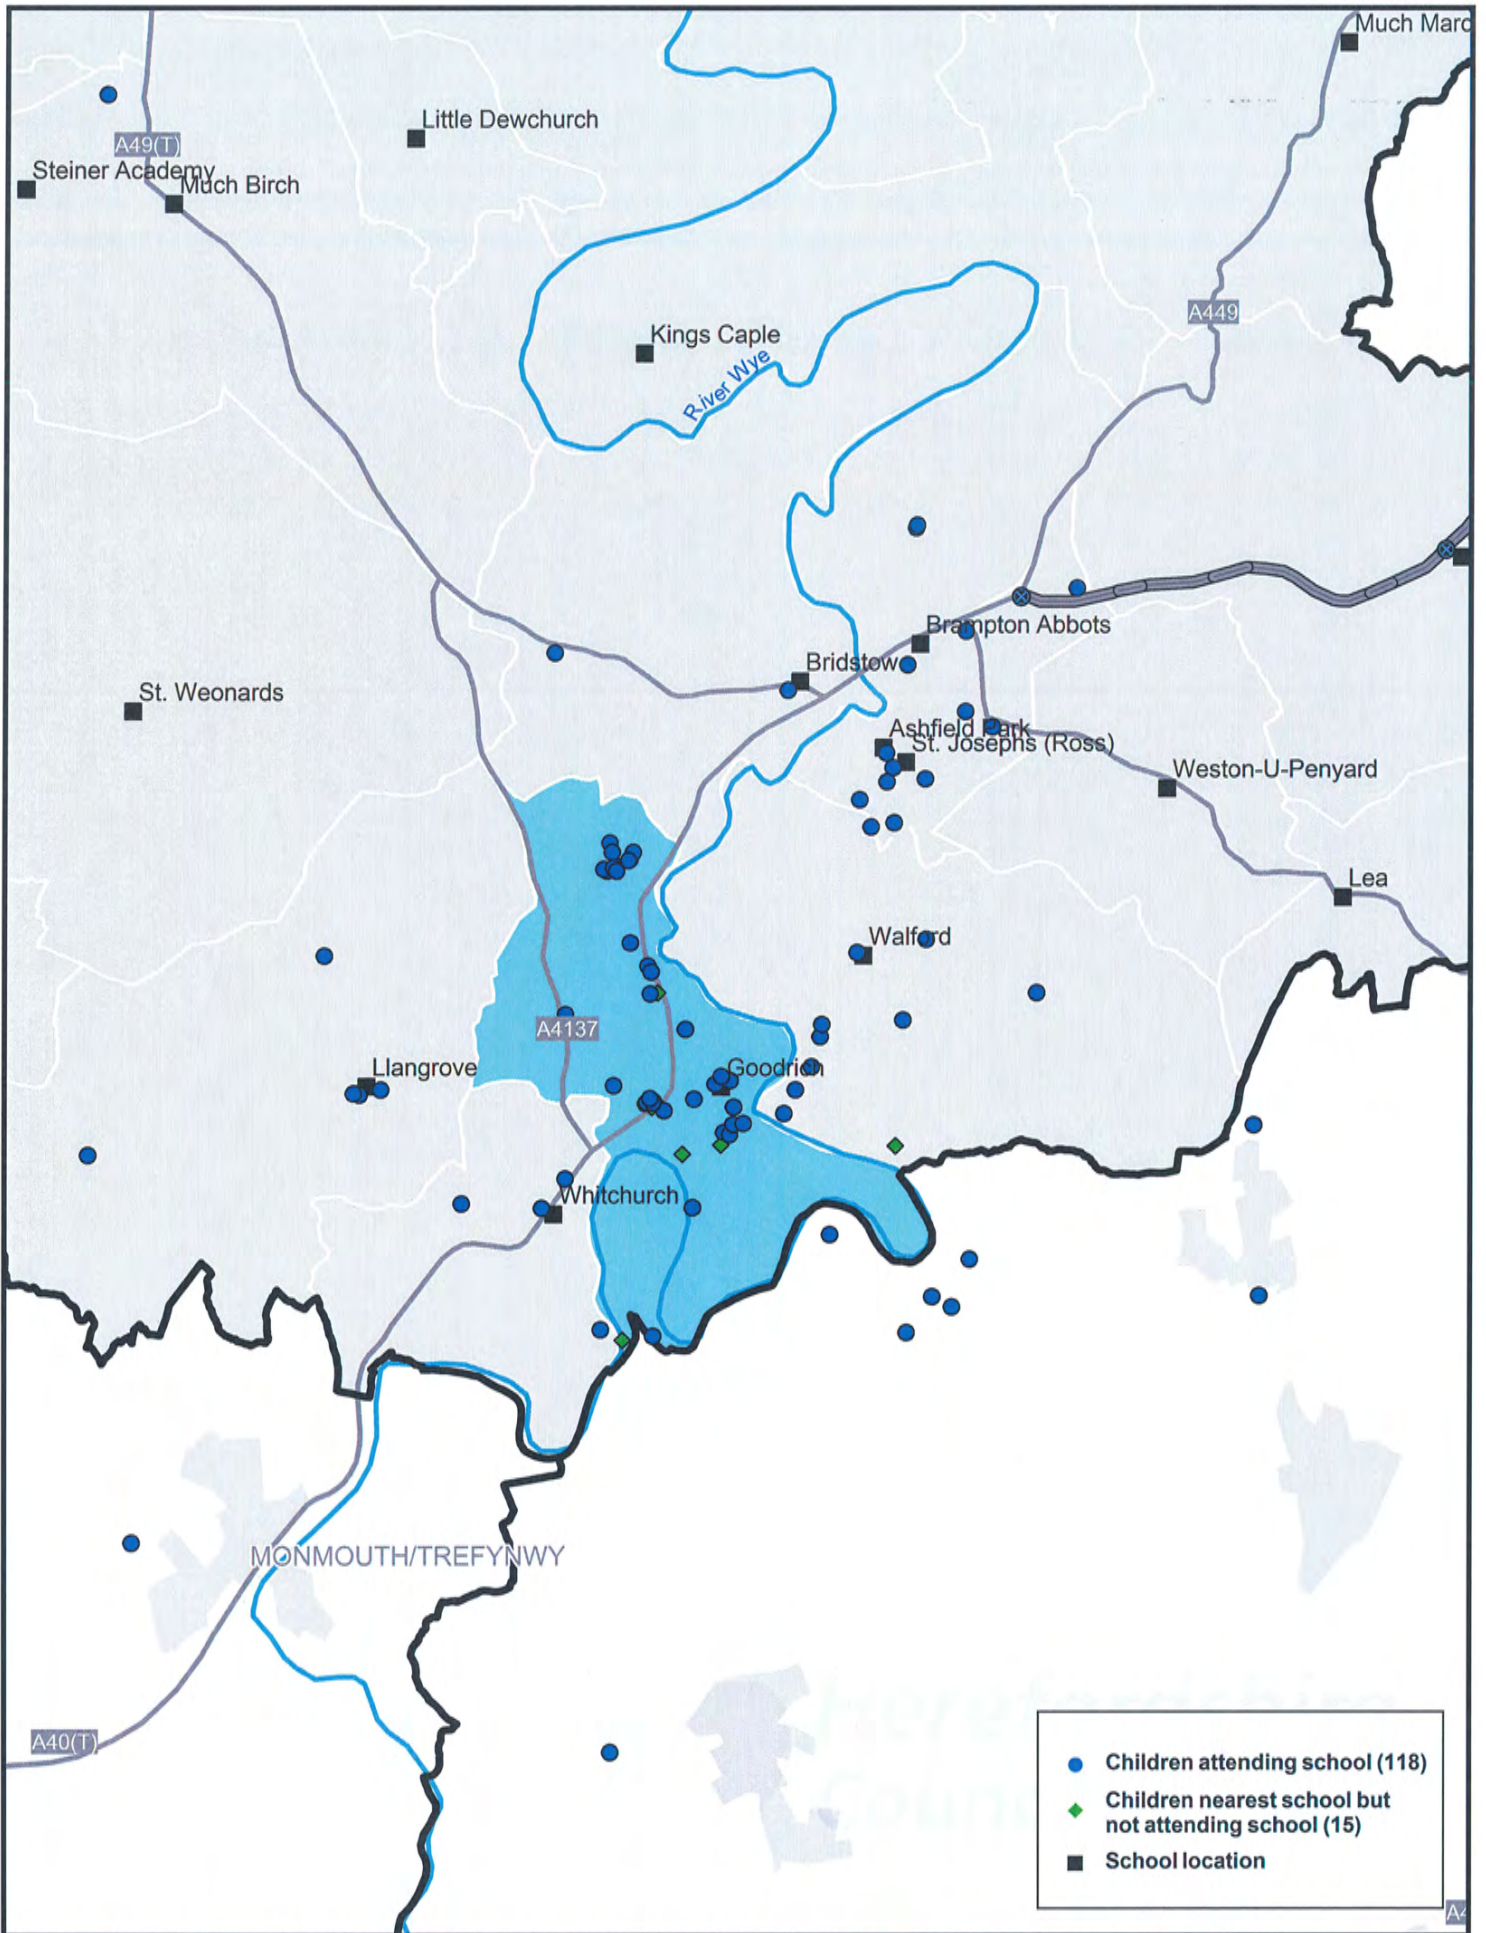 Much Marc
Little Dewchurch
A49(T)
Steiner Academy
Much Birch
A449
Kings Caple
River Wye
Brampton Abbots
Bridstow
St. Weonards
Ashfield Park
St. Josephs (Ross)
Weston-U-Penyard
Lea
Walford
A4137
Llangrove
Goodrich
Whitchurch
MONMOUTH/TREFYNWY
A40(T)
Children attending school (118)
Children nearest school but
not attending school (15)
School location
A4